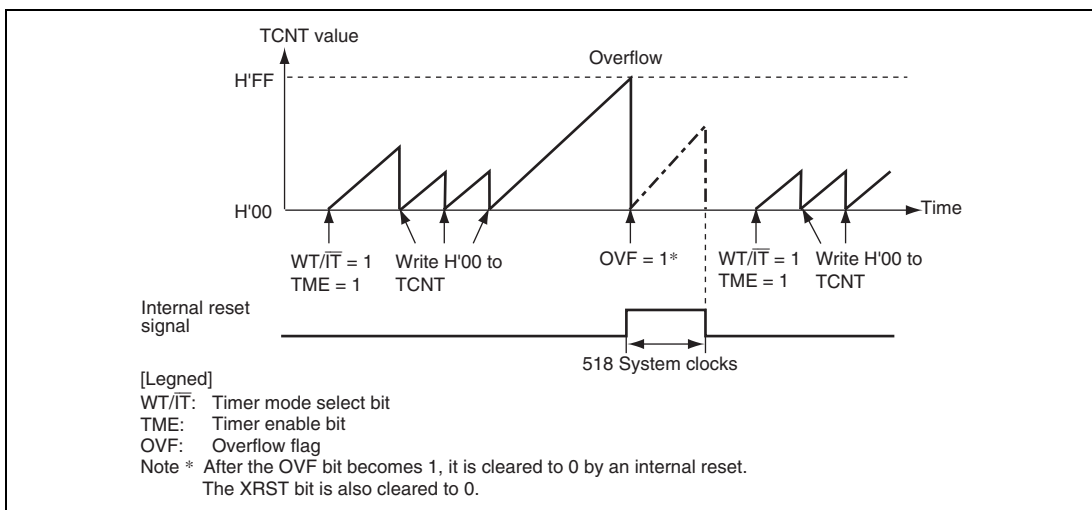 TCNT value
Overflow
H'FF
H'00
Time
WT/I̅T̅ = 1
TME = 1
Write H'00 to
TCNT
OVF = 1*
WT/I̅T̅ = 1
TME = 1
Write H'00 to
TCNT
Internal reset
signal
518 System clocks
[Legned]
WT/I̅T̅: Timer mode select bit
TME: Timer enable bit
OVF: Overflow flag
Note * After the OVF bit becomes 1, it is cleared to 0 by an internal reset.
The XRST bit is also cleared to 0.